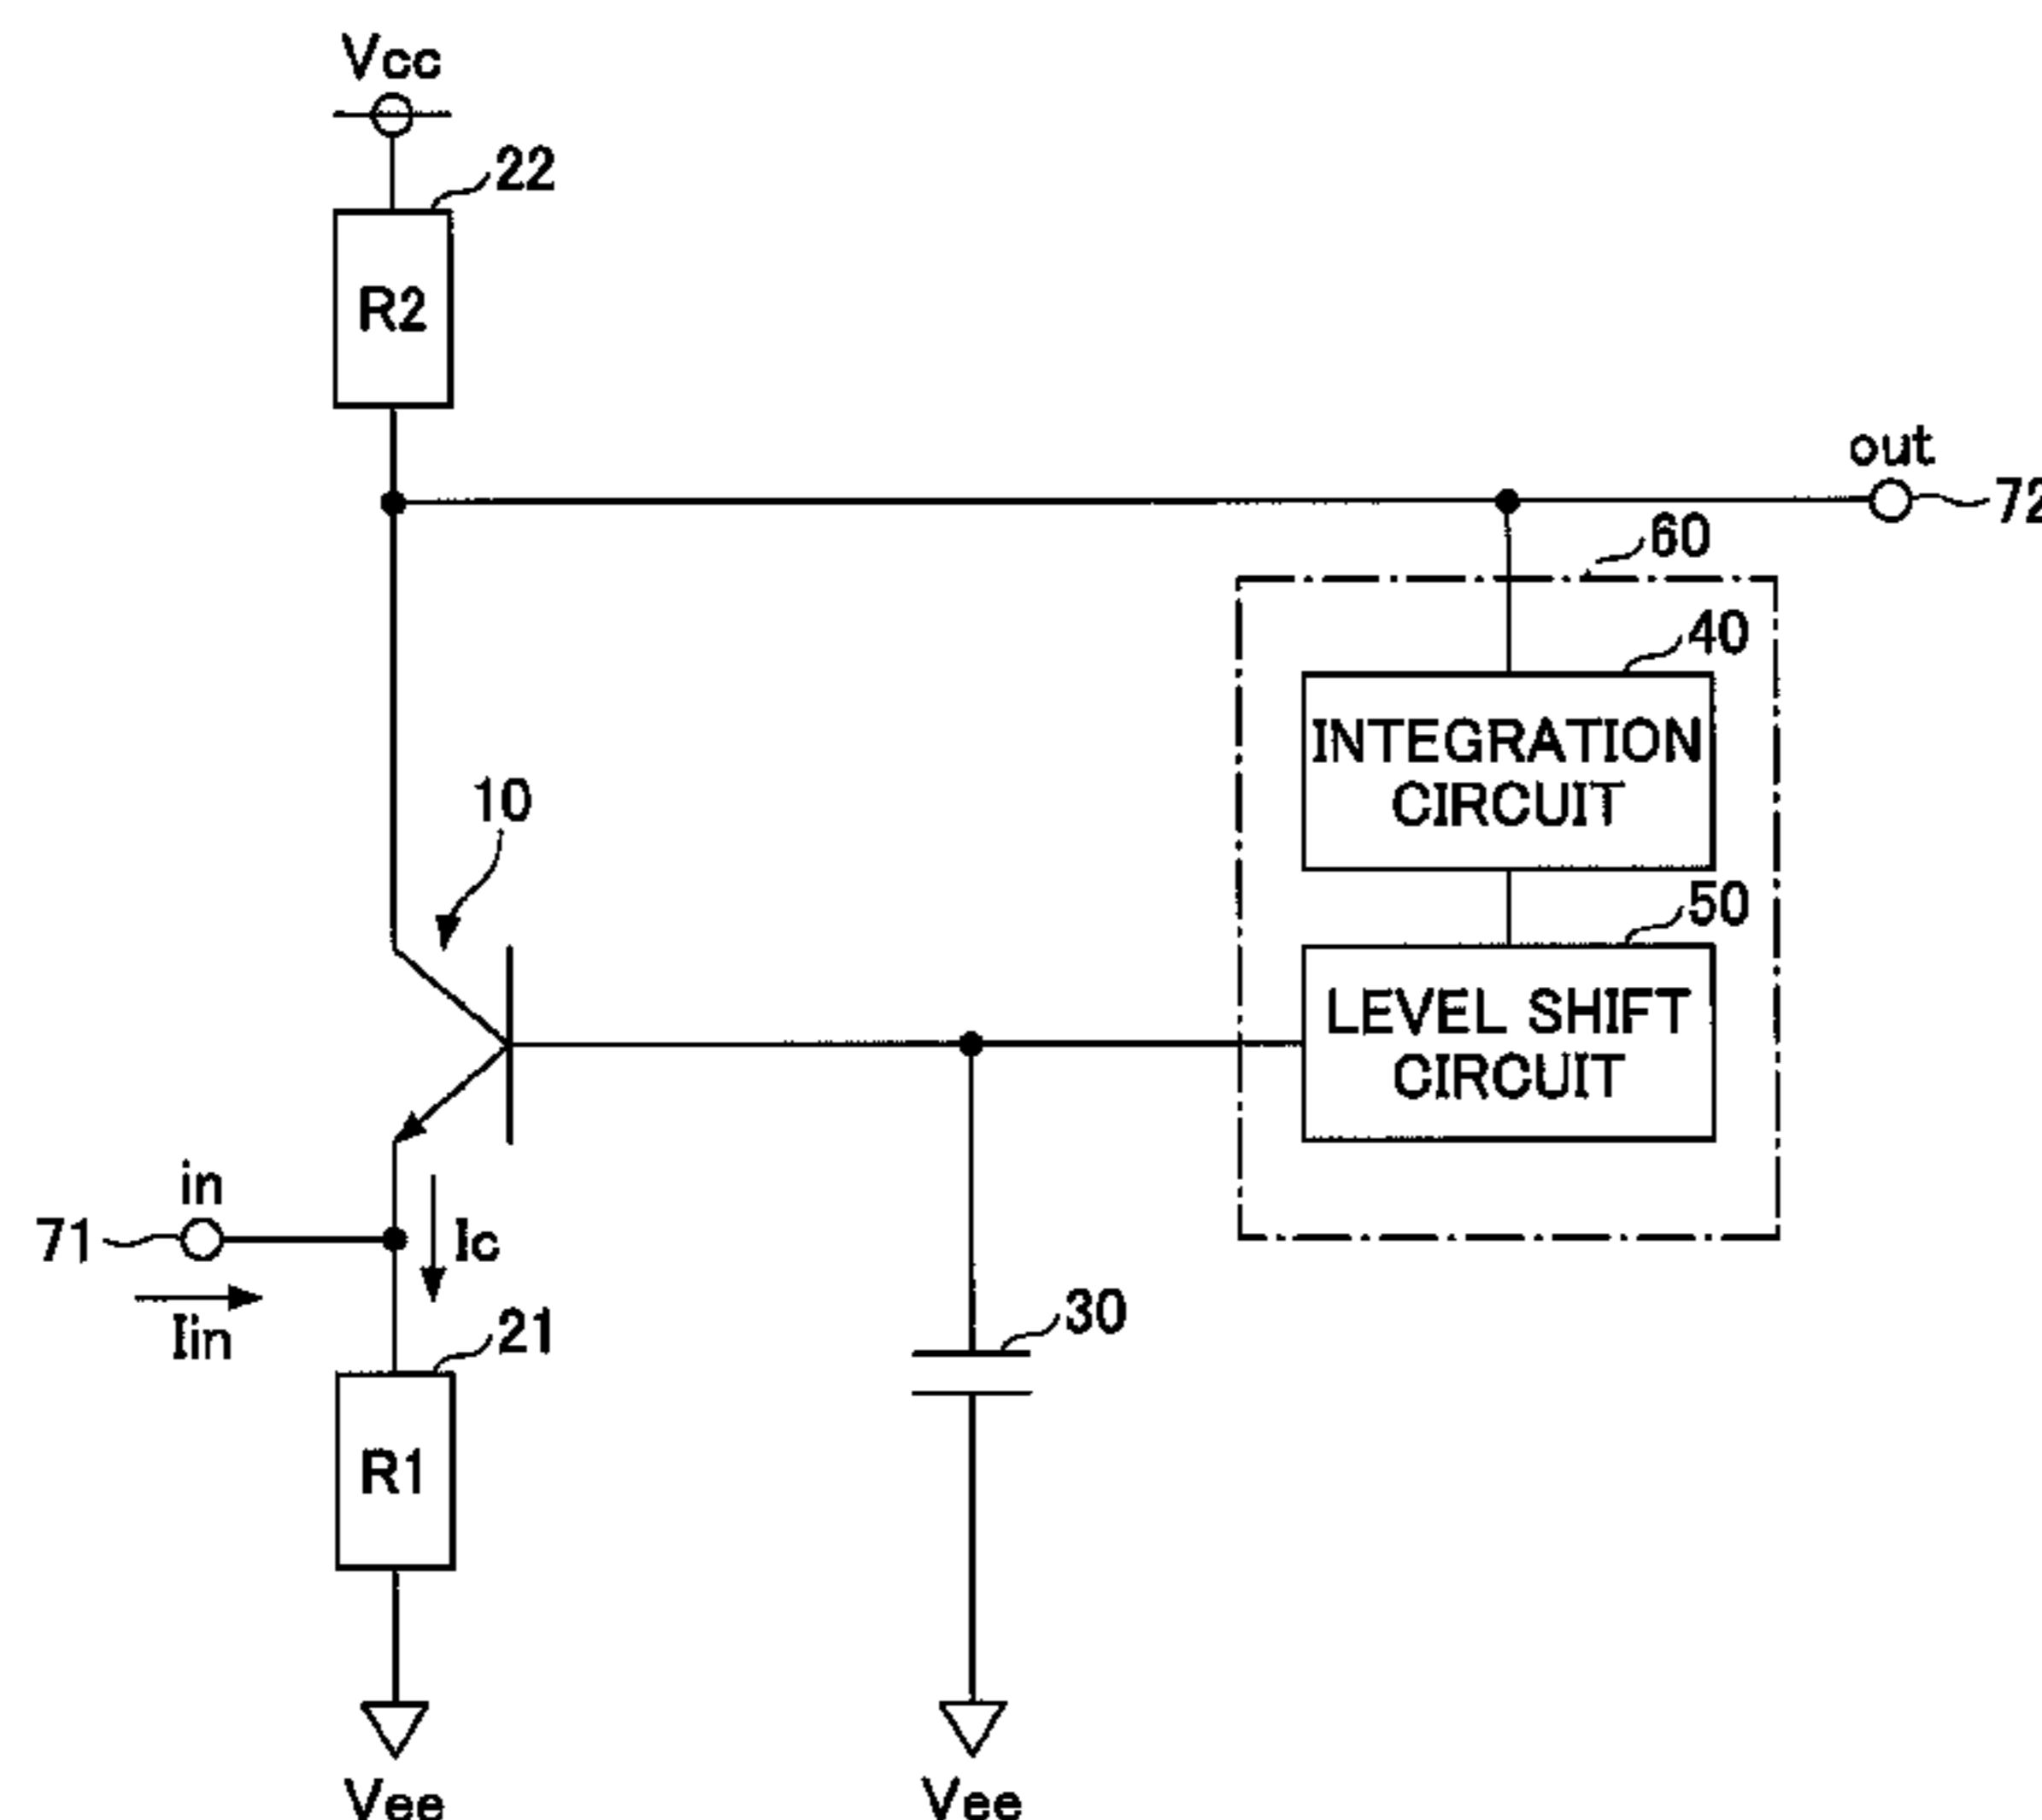 Vcc
22
R2
out
72
60
40
INTEGRATION
CIRCUIT
10
50
LEVEL SHIFT
CIRCUIT
in
71
Ic
Iin
21
30
R1
Vee
Vee